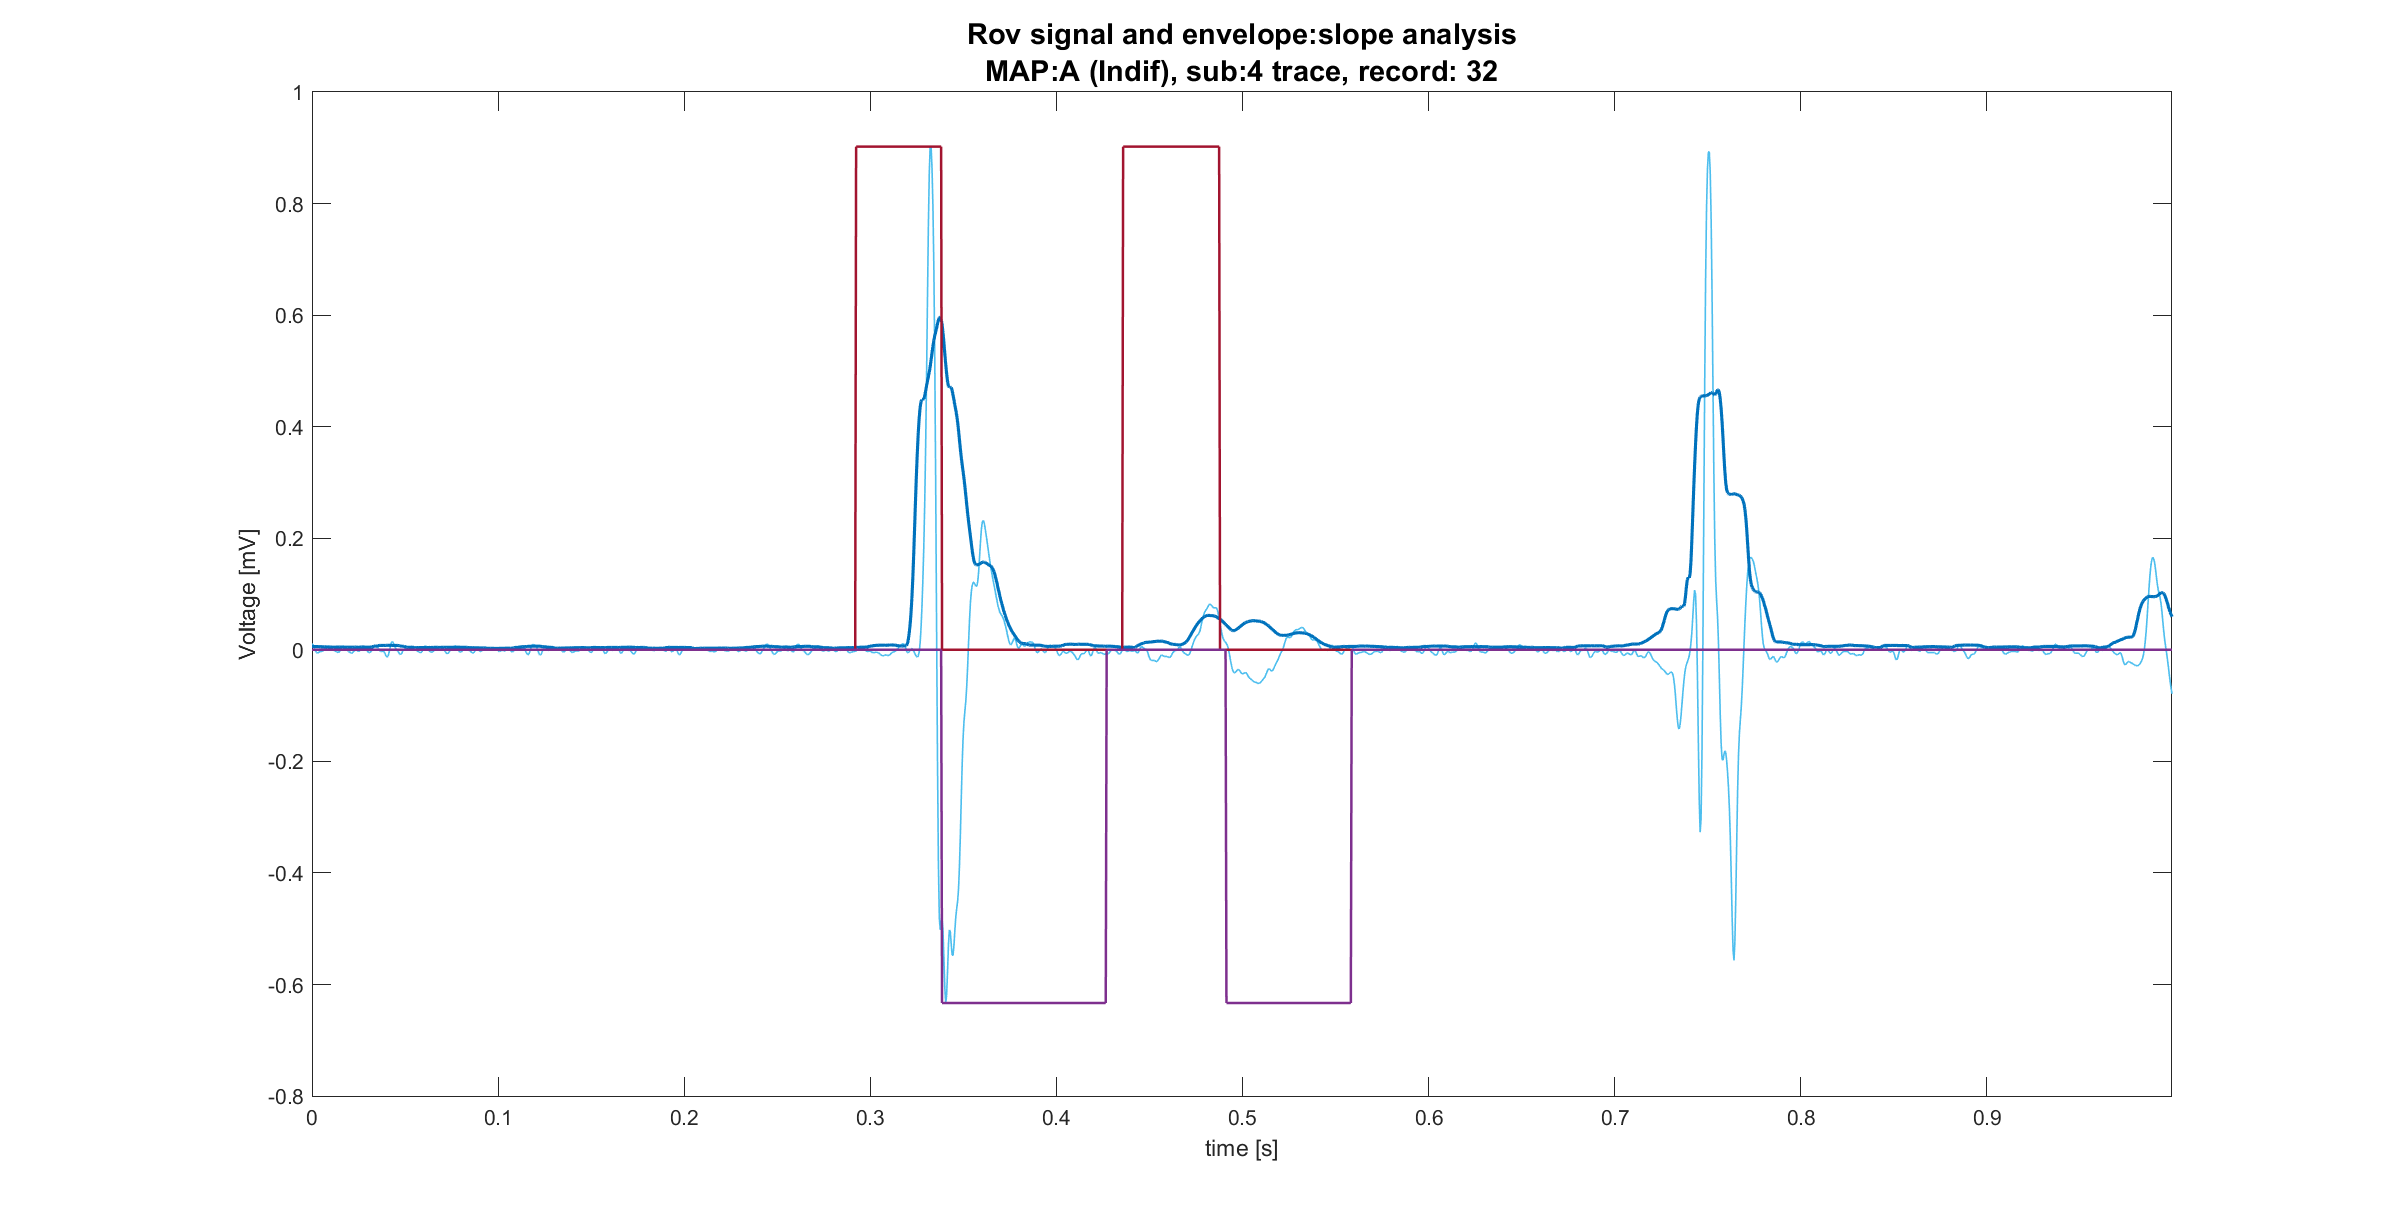 Rov signal and envelope:slope analysis
MAP:A (Indif), sub:4 trace, record: 32
1
0.8
0.6
0.4
0.2
0
-0.2
-0.4
-0.6
-0.8
Voltage [mV]
0 0.1 0.2 0.3 0.4 0.5 0.6 0.7 0.8 0.9
time [s]